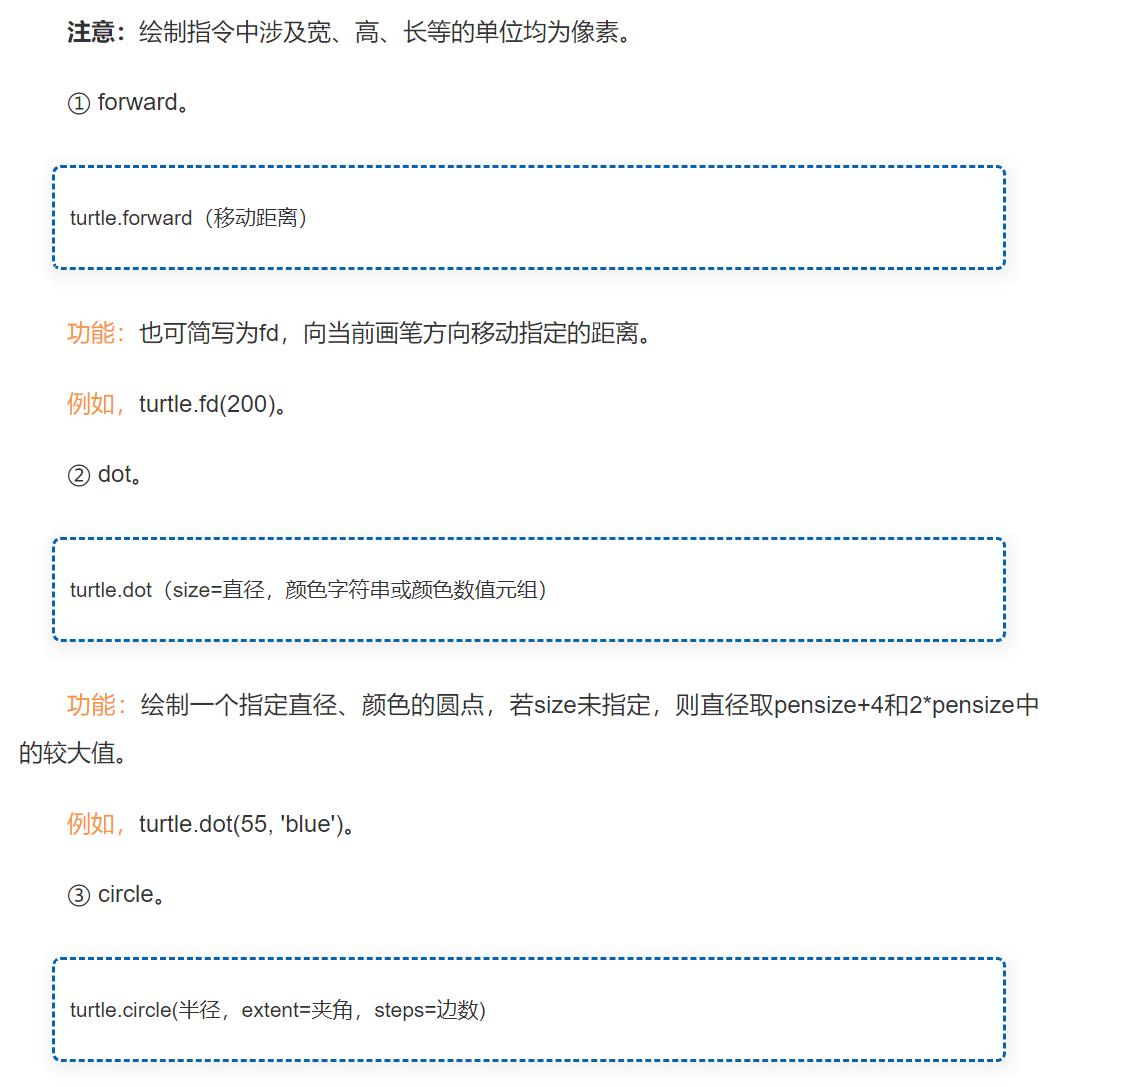 注意：绘制指令中涉及宽、高、长等的单位均为像素。
① forward。
turtle.forward（移动距离）
功能：也可简写为fd，向当前画笔方向移动指定的距离。
例如，turtle.fd(200)。
② dot。
turtle.dot（size=直径，颜色字符串或颜色数值元组）
功能：绘制一个指定直径、颜色的圆点，若size未指定，则直径取pensize+4和2*pensize中
的较大值。
例如，turtle.dot(55, 'blue')。
③ circle。
turtle.circle(半径，extent=夹角，steps=边数)